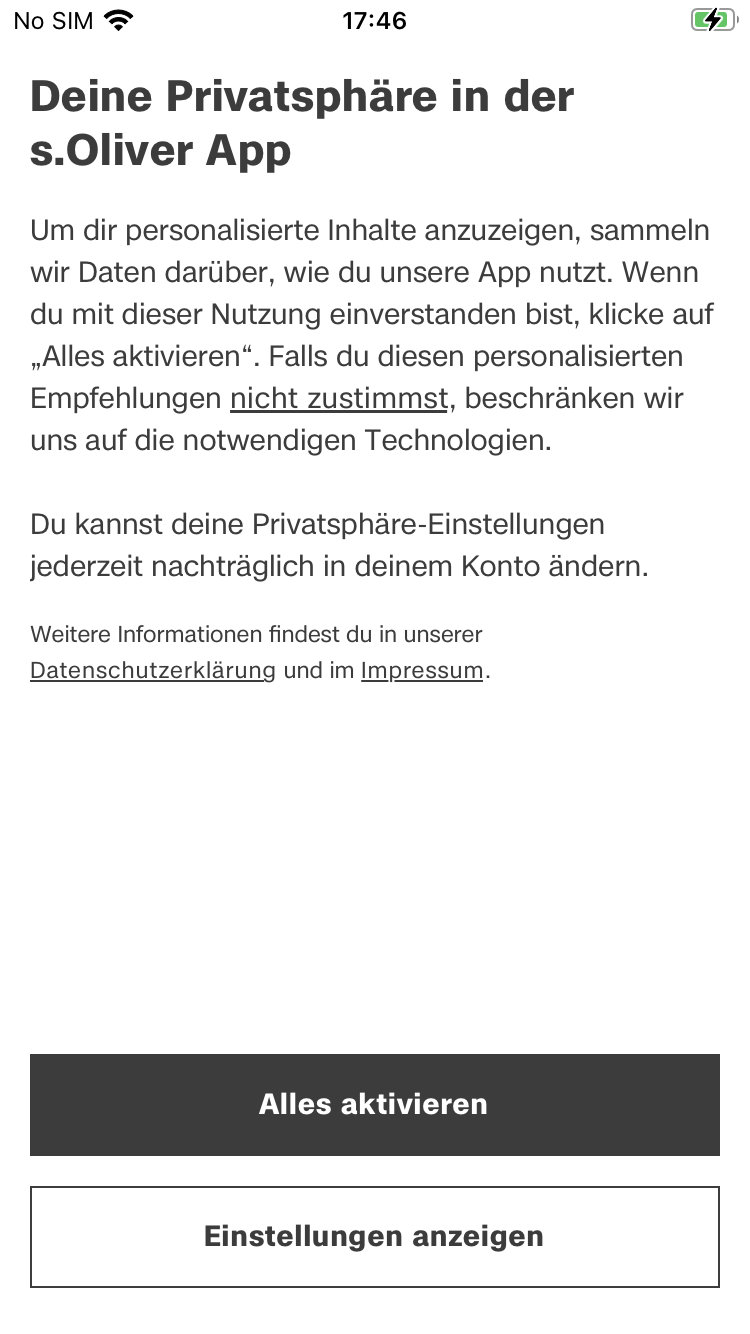 No SIM 17:46
Deine Privatsphäre in der
s.Oliver App
Um dir personalisierte Inhalte anzuzeigen, sammeln
wir Daten darüber, wie du unsere App nutzt. Wenn
du mit dieser Nutzung einverstanden bist, klicke auf
„Alles aktivieren“. Falls du diesen personalisierten
Empfehlungen nicht zustimmst, beschränken wir
uns auf die notwendigen Technologien.
Du kannst deine Privatsphäre-Einstellungen
jederzeit nachträglich in deinem Konto ändern.
Weitere Informationen findest du in unserer
Datenschutzerklärung und im Impressum.
Alles aktivieren
Einstellungen anzeigen